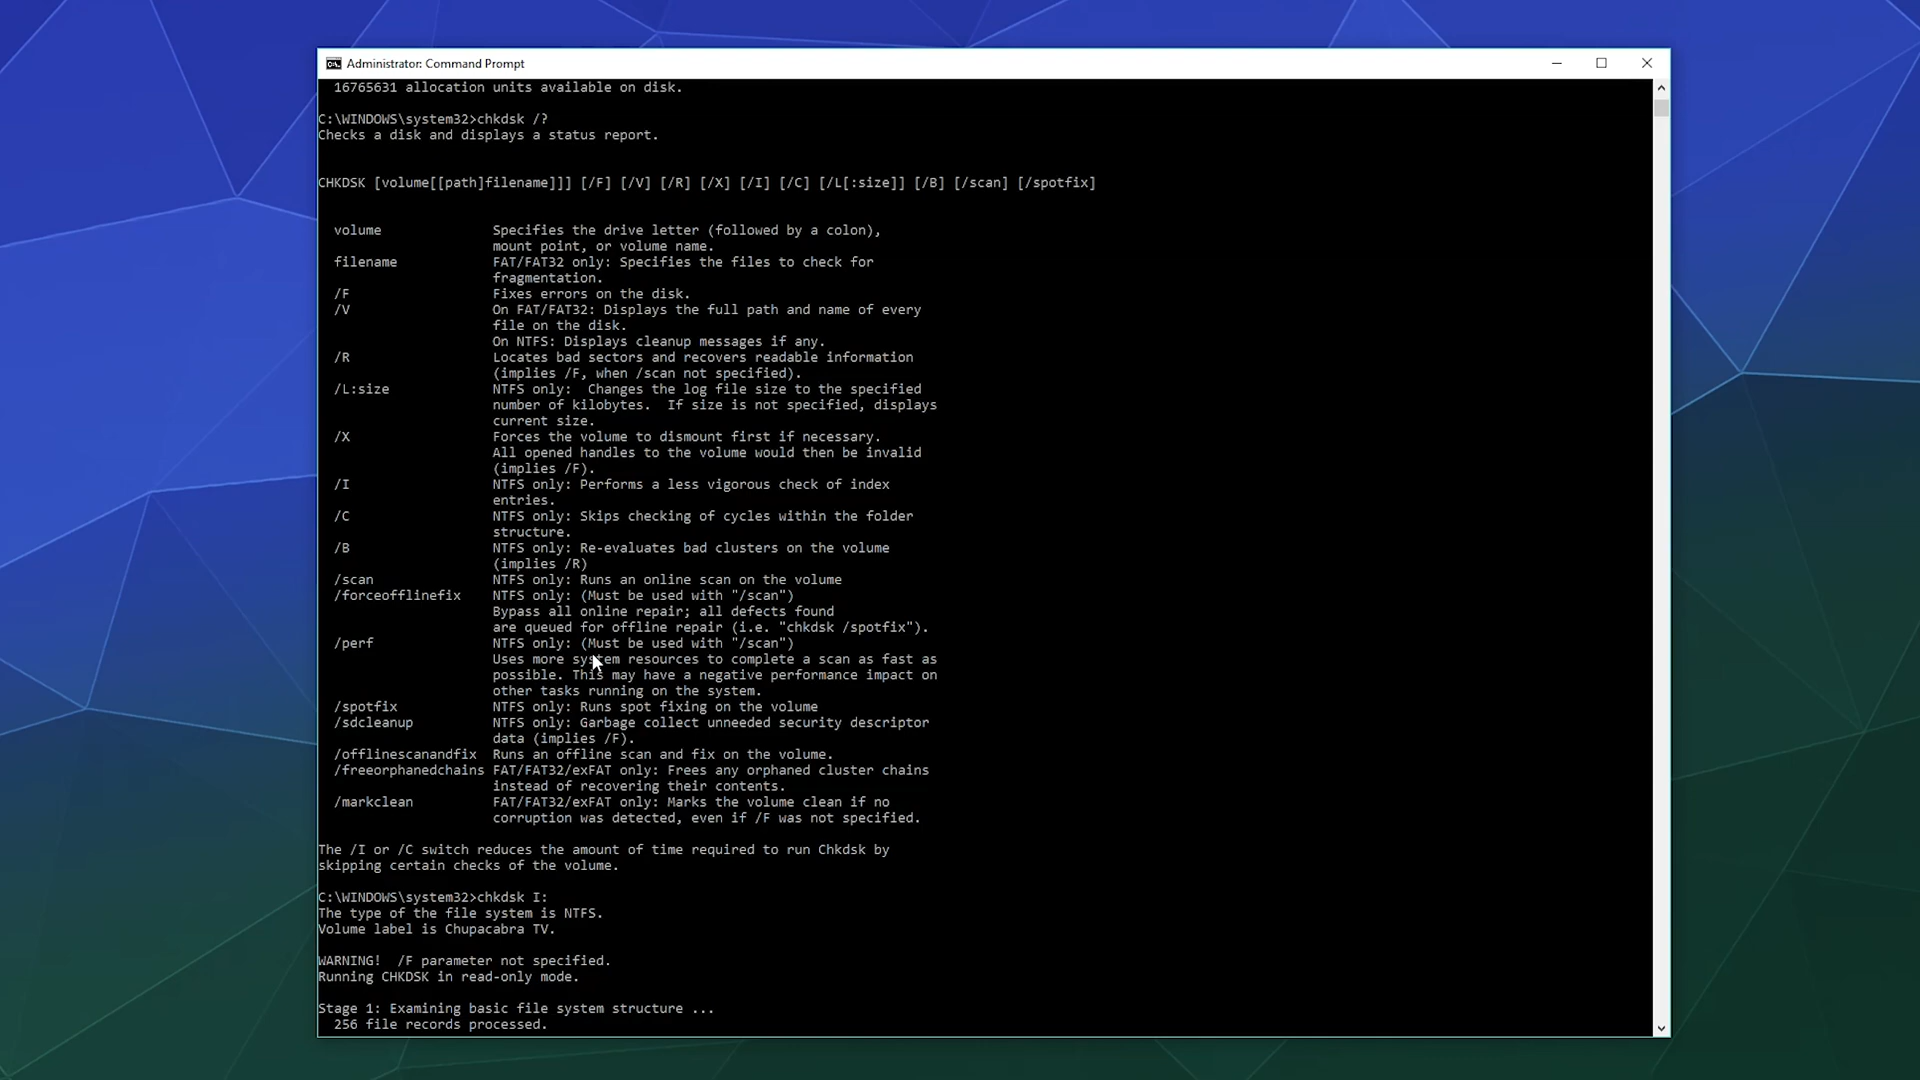 Administrator: Command Prompt
16765631 allocation units available on disk.
C:\WINDOWS\system32>chkdsk /?
Checks a disk and displays a status report.
CHKDSK [volume[[path]filename]]] [/F] [/V] [/R] [/X] [/I] [/C] [/L[:size]] [/B] [/scan] [/spotfix]
volume Specifies the drive letter (followed by a colon),
mount point, or volume name.
filename FAT/FAT32 only: Specifies the files to check for
fragmentation.
/F Fixes errors on the disk.
/V On FAT/FAT32: Displays the full path and name of every
file on the disk.
On NTFS: Displays cleanup messages if any.
/R Locates bad sectors and recovers readable information
(implies /F, when /scan not specified).
/L:size NTFS only:  Changes the log file size to the specified
number of kilobytes.  If size is not specified, displays
current size.
/X Forces the volume to dismount first if necessary.
All opened handles to the volume would then be invalid
(implies /F).
/I NTFS only: Performs a less vigorous check of index
entries.
/C NTFS only: Skips checking of cycles within the folder
structure.
/B NTFS only: Re-evaluates bad clusters on the volume
(implies /R)
/scan NTFS only: Runs an online scan on the volume
/forceofflinefix NTFS only: (Must be used with "/scan")
Bypass all online repair; all defects found
are queued for offline repair (i.e. "chkdsk /spotfix").
/perf NTFS only: (Must be used with "/scan")
Uses more system resources to complete a scan as fast as
possible. This may have a negative performance impact on
other tasks running on the system.
/spotfix NTFS only: Runs spot fixing on the volume
/sdcleanup NTFS only: Garbage collect unneeded security descriptor
data (implies /F).
/offlinescanandfix Runs an offline scan and fix on the volume.
/freeorphanedchains FAT/FAT32/exFAT only: Frees any orphaned cluster chains
instead of recovering their contents.
/markclean FAT/FAT32/exFAT only: Marks the volume clean if no
corruption was detected, even if /F was not specified.
The /I or /C switch reduces the amount of time required to run Chkdsk by
skipping certain checks of the volume.
C:\WINDOWS\system32>chkdsk I:
The type of the file system is NTFS.
Volume label is Chupacabra TV.
WARNING!  /F parameter not specified.
Running CHKDSK in read-only mode.
Stage 1: Examining basic file system structure ...
256 file records processed.